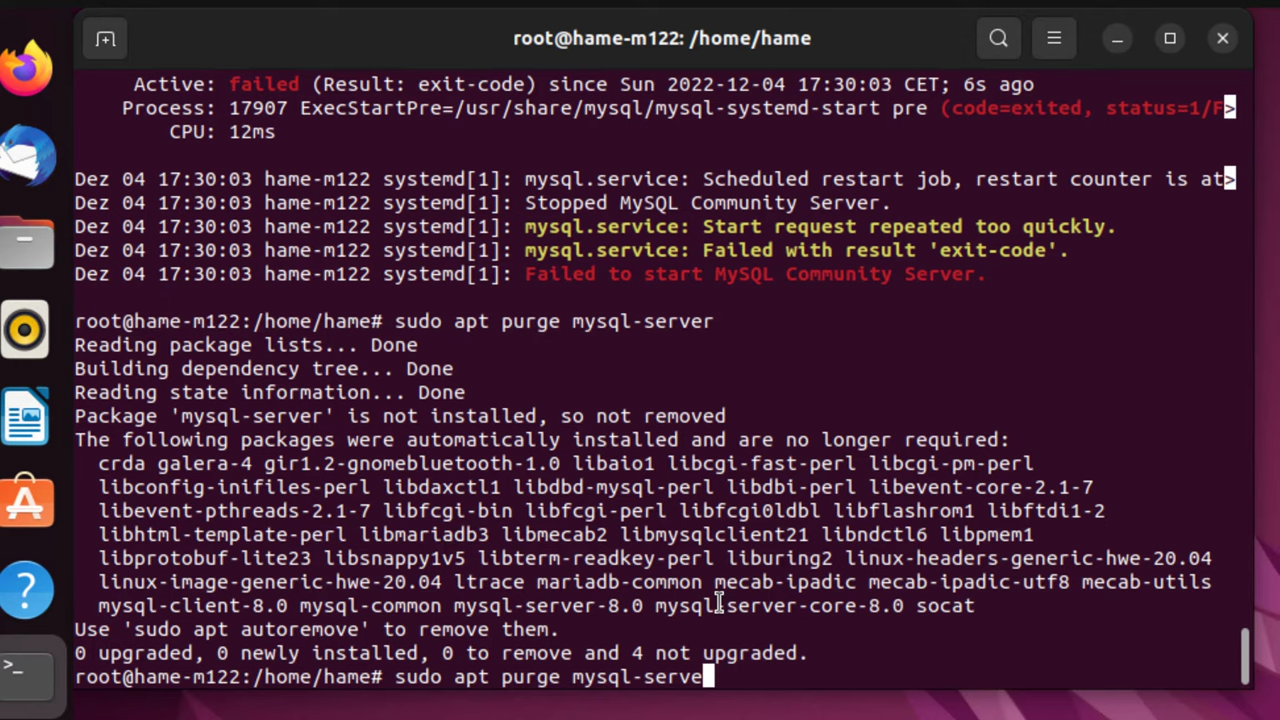 root@hame-m122: /home/hame
Active: failed (Result: exit-code) since Sun 2022-12-04 17:30:03 CET; 6s ago
Process: 17907 ExecStartPre=/usr/share/mysql/mysql-systemd-start pre (code=exited, status=1/F>
CPU: 12ms
Dez 04 17:30:03 hame-m122 systemd[1]: mysql.service: Scheduled restart job, restart counter is at>
Dez 04 17:30:03 hame-m122 systemd[1]: Stopped MySQL Community Server.
Dez 04 17:30:03 hame-m122 systemd[1]: mysql.service: Start request repeated too quickly.
Dez 04 17:30:03 hame-m122 systemd[1]: mysql.service: Failed with result 'exit-code'.
Dez 04 17:30:03 hame-m122 systemd[1]: Failed to start MySQL Community Server.
root@hame-m122:/home/hame# sudo apt purge mysql-server
Reading package lists... Done
Building dependency tree... Done
Reading state information... Done
Package 'mysql-server' is not installed, so not removed
The following packages were automatically installed and are no longer required:
crda galera-4 gir1.2-gnomebluetooth-1.0 libaio1 libcgi-fast-perl libcgi-pm-perl
libconfig-inifiles-perl libdaxctl1 libdbd-mysql-perl libdbi-perl libevent-core-2.1-7
libevent-pthreads-2.1-7 libfcgi-bin libfcgi-perl libfcgi0ldbl libflashrom1 libftdi1-2
libhtml-template-perl libmariadb3 libmecab2 libmysqlclient21 libndctl6 libpmem1
libprotobuf-lite23 libsnappy1v5 libterm-readkey-perl liburing2 linux-headers-generic-hwe-20.04
linux-image-generic-hwe-20.04 ltrace mariadb-common mecab-ipadic mecab-ipadic-utf8 mecab-utils
mysql-client-8.0 mysql-common mysql-server-8.0 mysql-server-core-8.0 socat
Use 'sudo apt autoremove' to remove them.
0 upgraded, 0 newly installed, 0 to remove and 4 not upgraded.
root@hame-m122:/home/hame# sudo apt purge mysql-serve